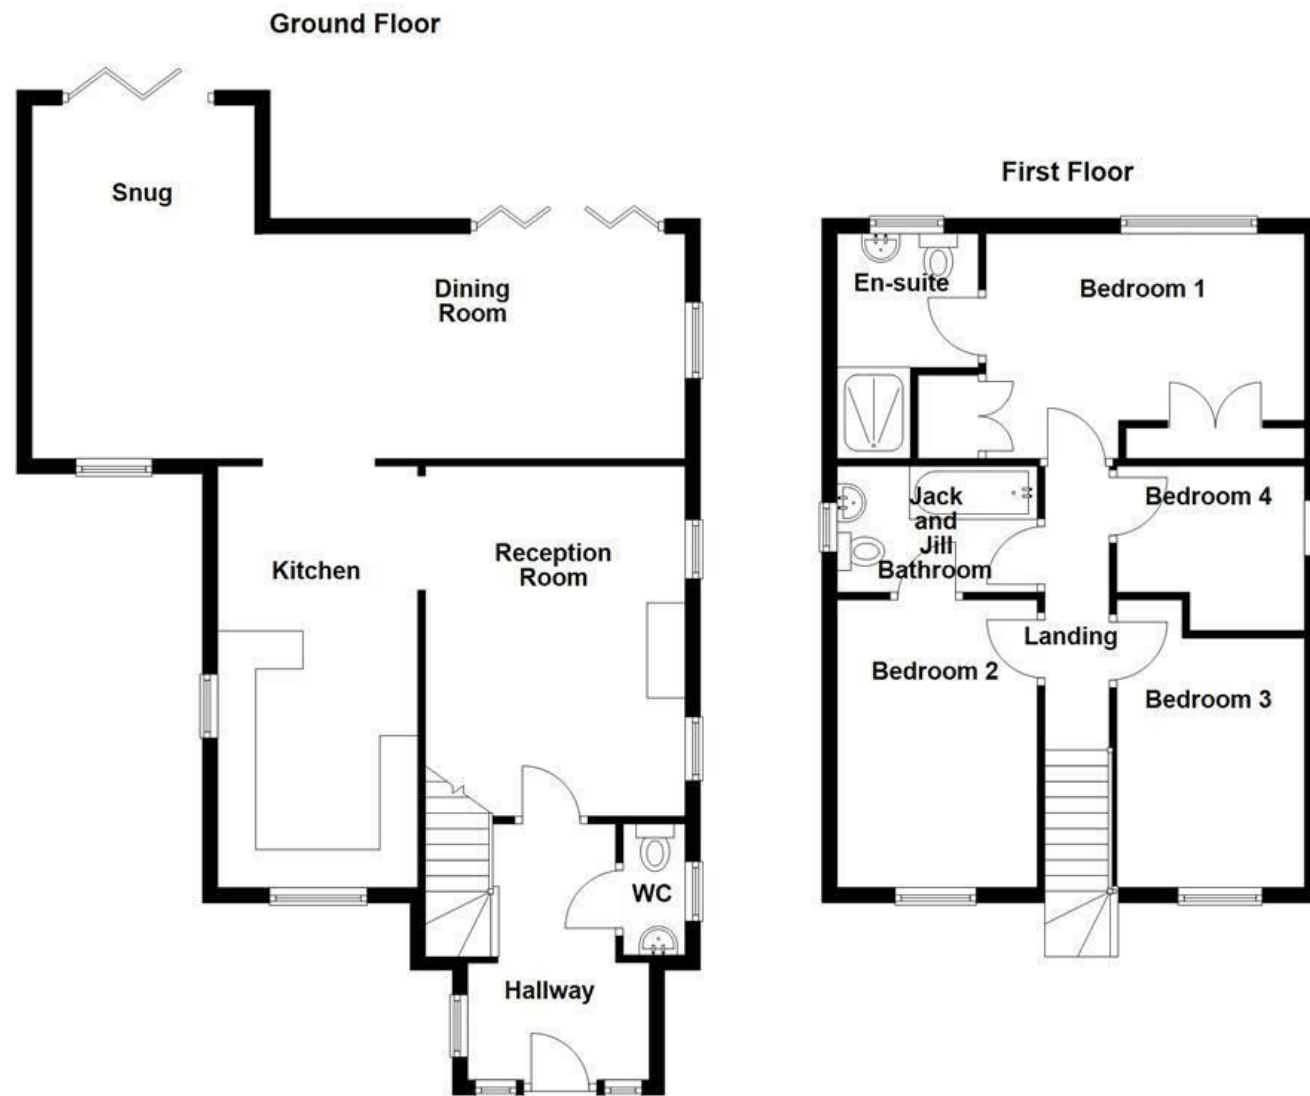 Ground Floor
Snug
Dining
Room
Kitchen
Reception
Room
WC
Hallway
First Floor
En-suite
Bedroom 1
Jack
and
Jill
Bathroom
Bedroom 4
Landing
Bedroom 2
Bedroom 3